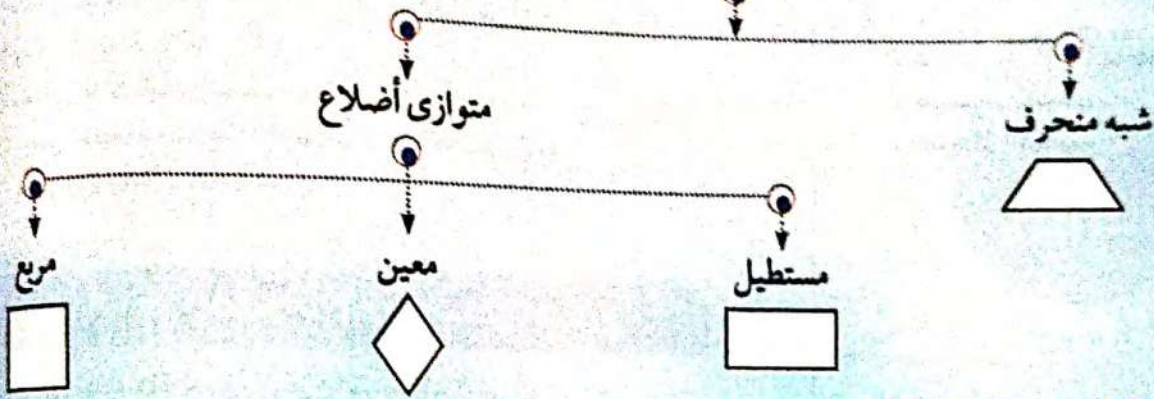 متوازى أضلاع
شبه منحرف
مستطيل
معين
مربع